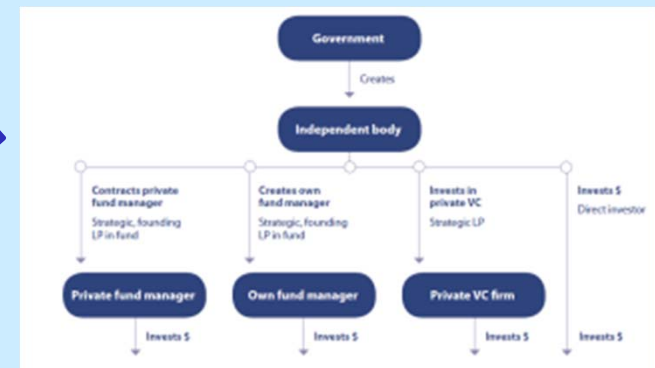 Government
Creates
Independent body
Contracts private
fund manager
Strategic, founding
LP in fund
Creates own
fund manager
Strategic, founding
LP in fund
Invests in
private VC
Strategic LP
Invests $
Direct investor
Private fund manager
Own fund manager
Private VC firm
Invests $
Invests $
Invests $
Invests $